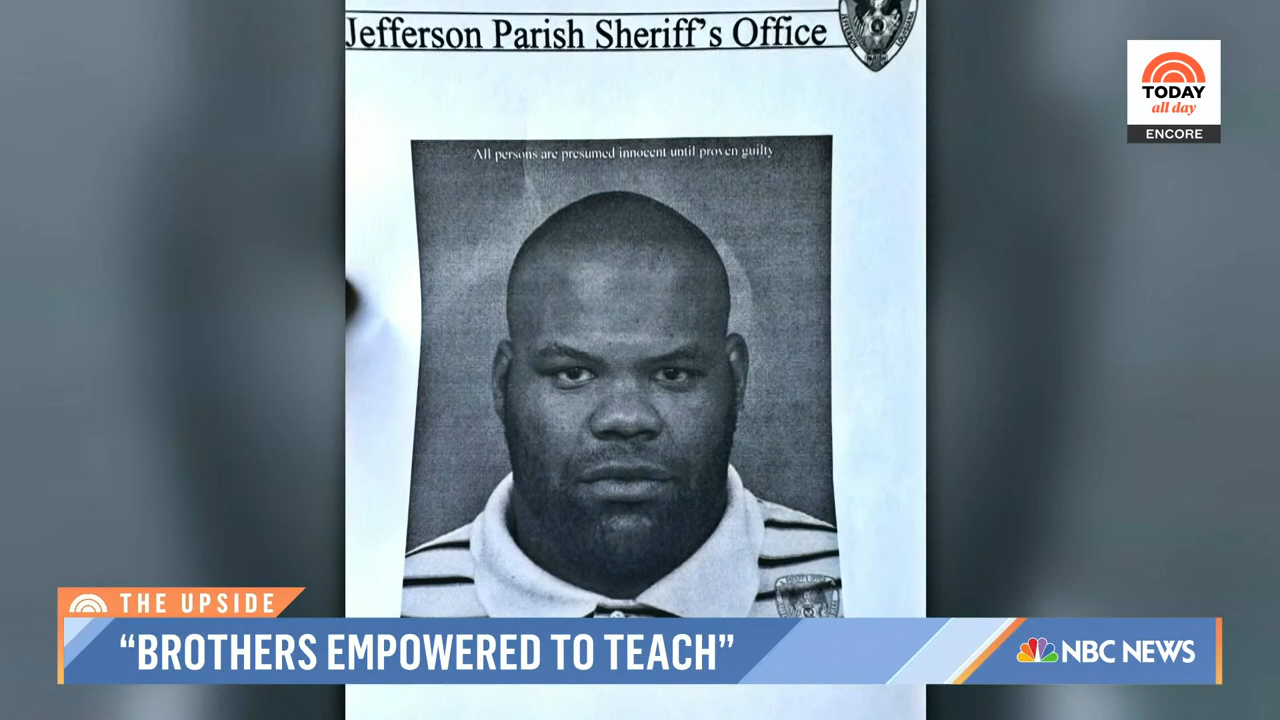 Jefferson Parish Sheriff's Office
TODAY
all day
ENCORE
All persons are presumed innocent until proven guilty
THE UPSIDE
“BROTHERS EMPOWERED TO TEACH”
NBC NEWS